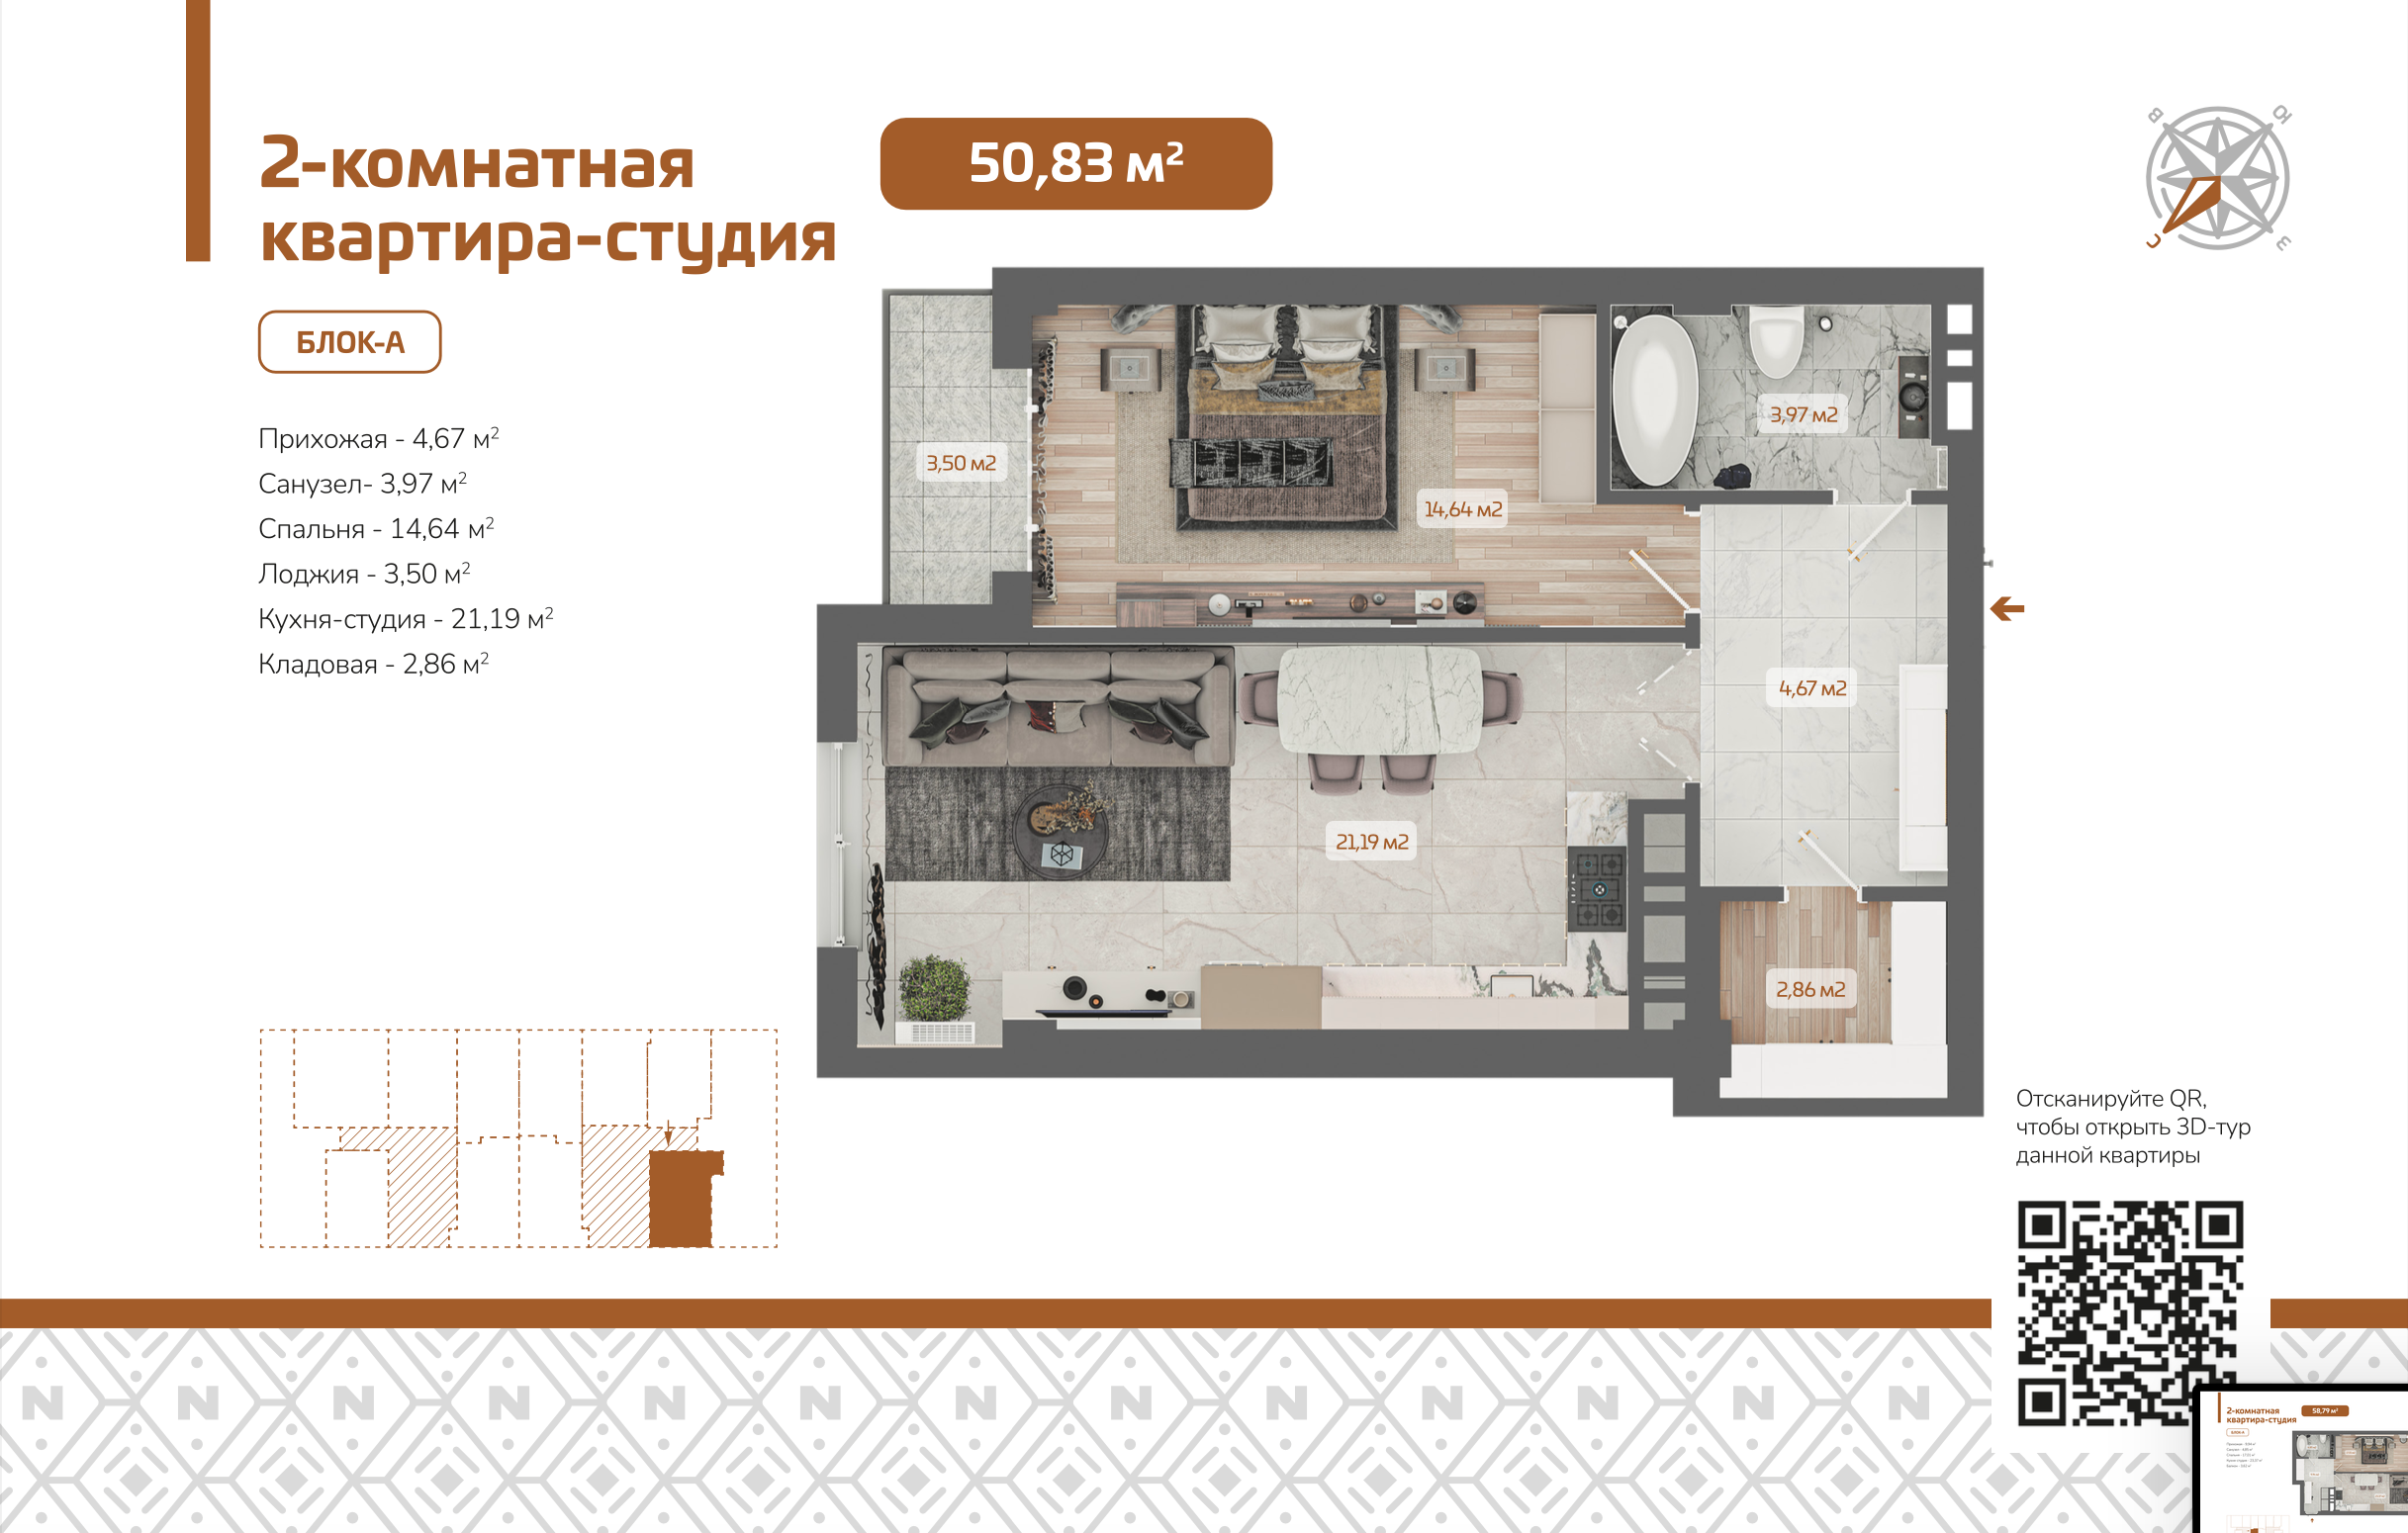 2-комнатная
квартира-студия
50,83 м²
БЛОК-А
Прихожая - 4,67 м²
Санузел- 3,97 м²
Спальня - 14,64 м²
Лоджия - 3,50 м²
Кухня-студия - 21,19 м²
Кладовая - 2,86 м²
В
Ю
С
З
3,50 м2
14,64 м2
3,97 м2
4,67 м2
21,19 м2
2,86 м2
Отсканируйте QR,
чтобы открыть 3D-тур
данной квартиры
N N N N N N N N N N N N N
2-комнатная
квартира-студия
58,79 м²
БЛОК-А